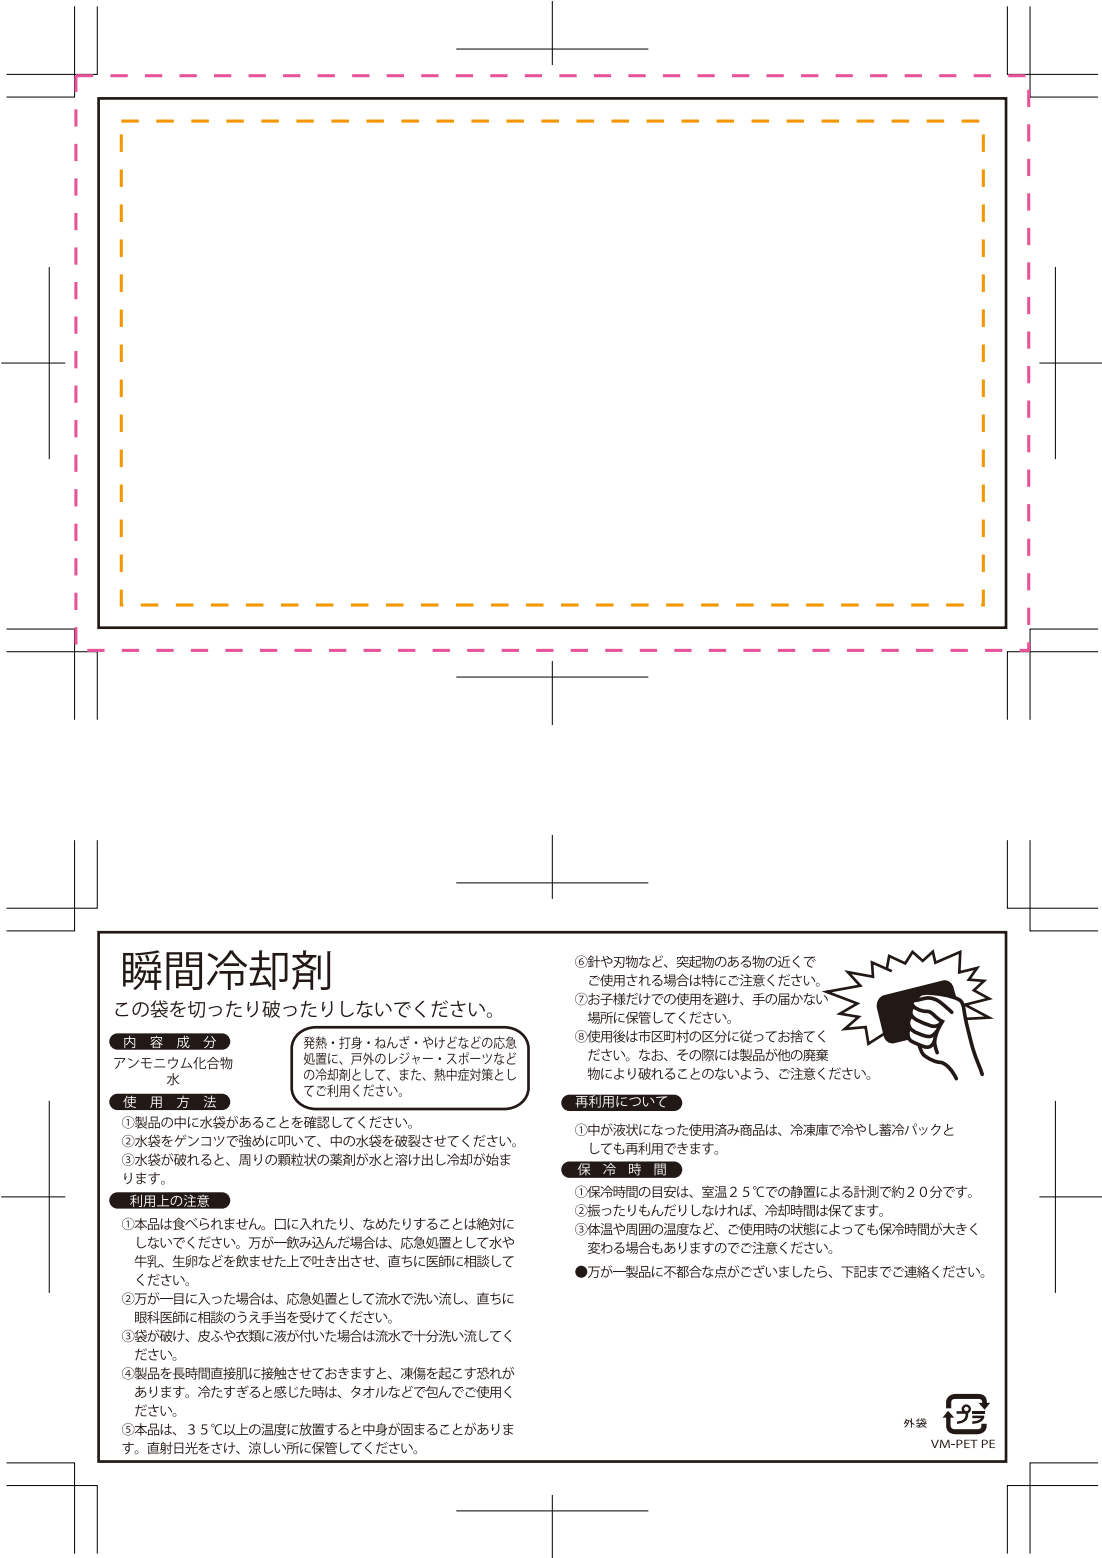 瞬間冷却剤
この袋を切ったり破ったりしないでください。
内容成分
アンモニウム化合物
水
発熱・打身・ねんざ・やけどなどの応急
処置に、戸外のレジャー・スポーツなど
の冷却剤として、また、熱中症対策とし
てご利用ください。
使用方法
①製品の中に水袋があることを確認してください。
②水袋をゲンコツで強めに叩いて、中の水袋を破裂させてください。
③水袋が破れると、周りの顆粒状の薬剤が水と溶け出し冷却が始ま
ります。
利用上の注意
①本品は食べられません。口に入れたり、なめたりすることは絶対に
しないでください。万が一飲み込んだ場合は、応急処置として水や
牛乳、生卵などを飲ませた上で吐き出させ、直ちに医師に相談して
ください。
②万が一目に入った場合は、応急処置として流水で洗い流し、直ちに
眼科医師に相談のうえ手当を受けてください。
③袋が破け、皮ふや衣類に液が付いた場合は流水で十分洗い流してく
ださい。
④製品を長時間直接肌に接触させておきますと、凍傷を起こす恐れが
あります。冷たすぎると感じた時は、タオルなどで包んでご使用く
ださい。
⑤本品は、３５℃以上の温度に放置すると中身が固まることがありま
す。直射日光をさけ、涼しい所に保管してください。
⑥針や刃物など、突起物のある物の近くで
ご使用される場合は特にご注意ください。
⑦お子様だけでの使用を避け、手の届かない
場所に保管してください。
⑧使用後は市区町村の区分に従ってお捨てく
ださい。なお、その際には製品が他の廃棄
物により破れることのないよう、ご注意ください。
再利用について
①中が液状になった使用済み商品は、冷凍庫で冷やし蓄冷パックと
しても再利用できます。
保冷時間
①保冷時間の目安は、室温２５℃での静置による計測で約２０分です。
②振ったりもんだりしなければ、冷却時間は保てます。
③体温や周囲の温度など、ご使用時の状態によっても保冷時間が大きく
変わる場合もありますのでご注意ください。
●万が一製品に不都合な点がございましたら、下記までご連絡ください。
外袋
プラ
VM-PET PE